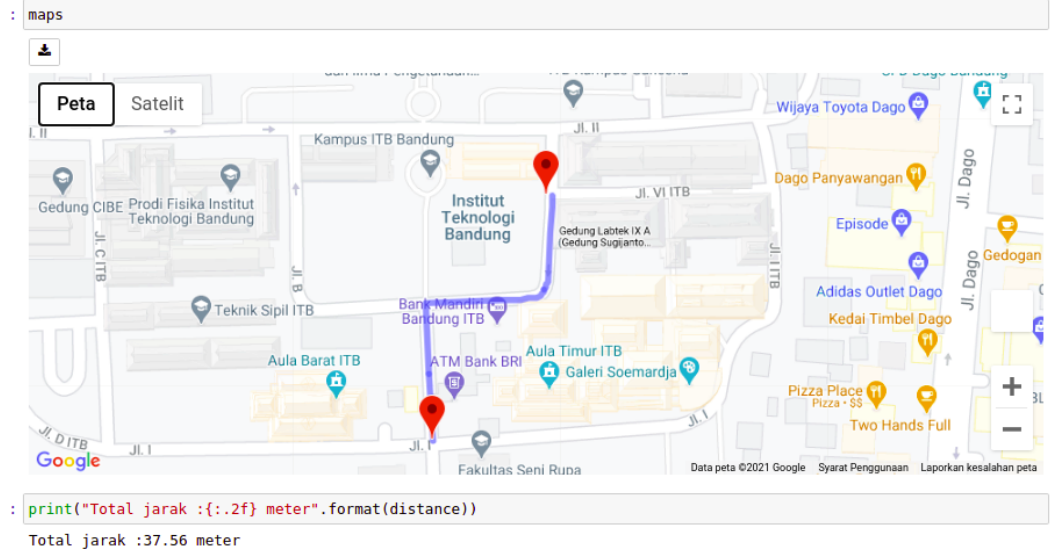 : maps
Peta Satelit
Wijaya Toyota Dago
Jl. II
Kampus ITB Bandung
Jl. Dago
Dago Panyawangan
Jl. VI ITB
Gedung CIBE
Prodi Fisika Institut
Teknologi Bandung
Institut
Teknologi
Bandung
Episode
Gedung Labtek IX A
(Gedung Sugijanto...
Gedogan
Jl. C ITB
Jl. B
Jl. I ITB
Jl. Dago
Adidas Outlet Dago
Teknik Sipil ITB
Bank Mandiri
Bandung ITB
Kedai Timbel Dago
Aula Barat ITB
ATM Bank BRI
Aula Timur ITB
Galeri Soemardja
Pizza Place
Pizza • $$
Two Hands Full
Jl. D ITB
Jl. I
Jl. I
Jl. I
Google
Fakultas Seni Rupa
Data peta ©2021 Google Syarat Penggunaan Laporkan kesalahan peta
: print("Total jarak :{:.2f} meter".format(distance))
Total jarak :37.56 meter